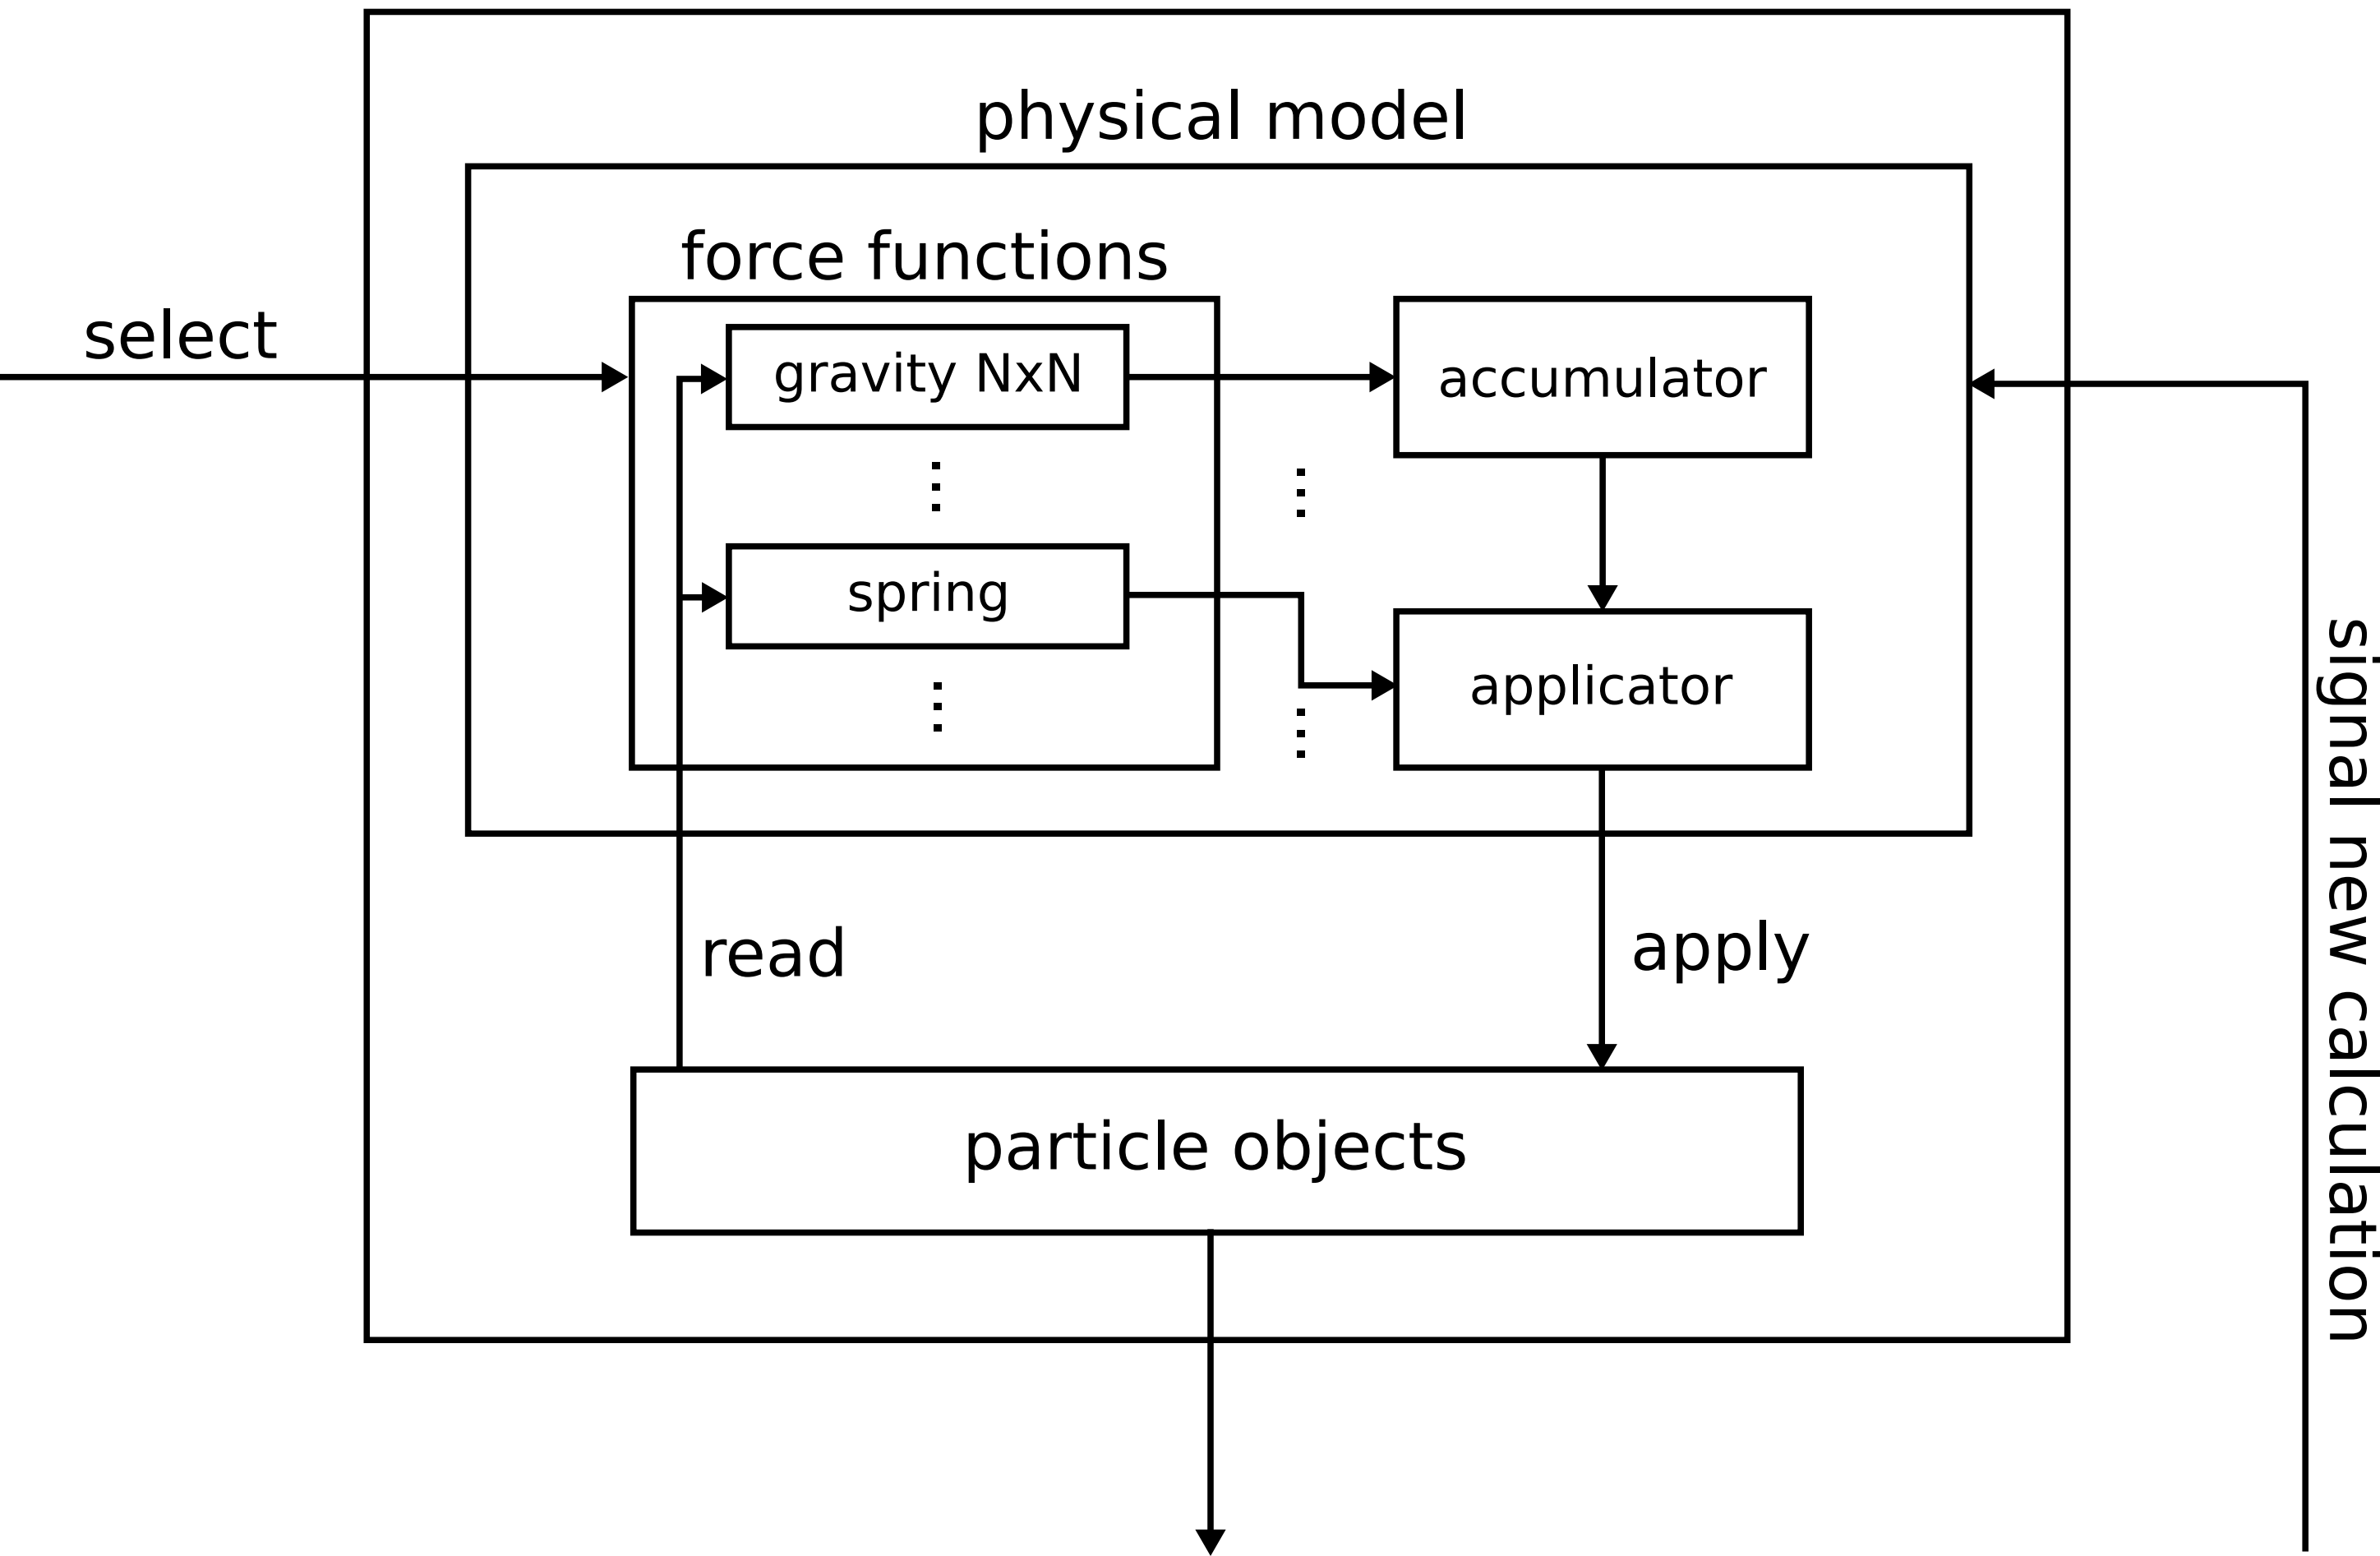 physical model
force functions
select
gravity NxN
accumulator
spring
applicator
signal new calculation
read
apply
particle objects